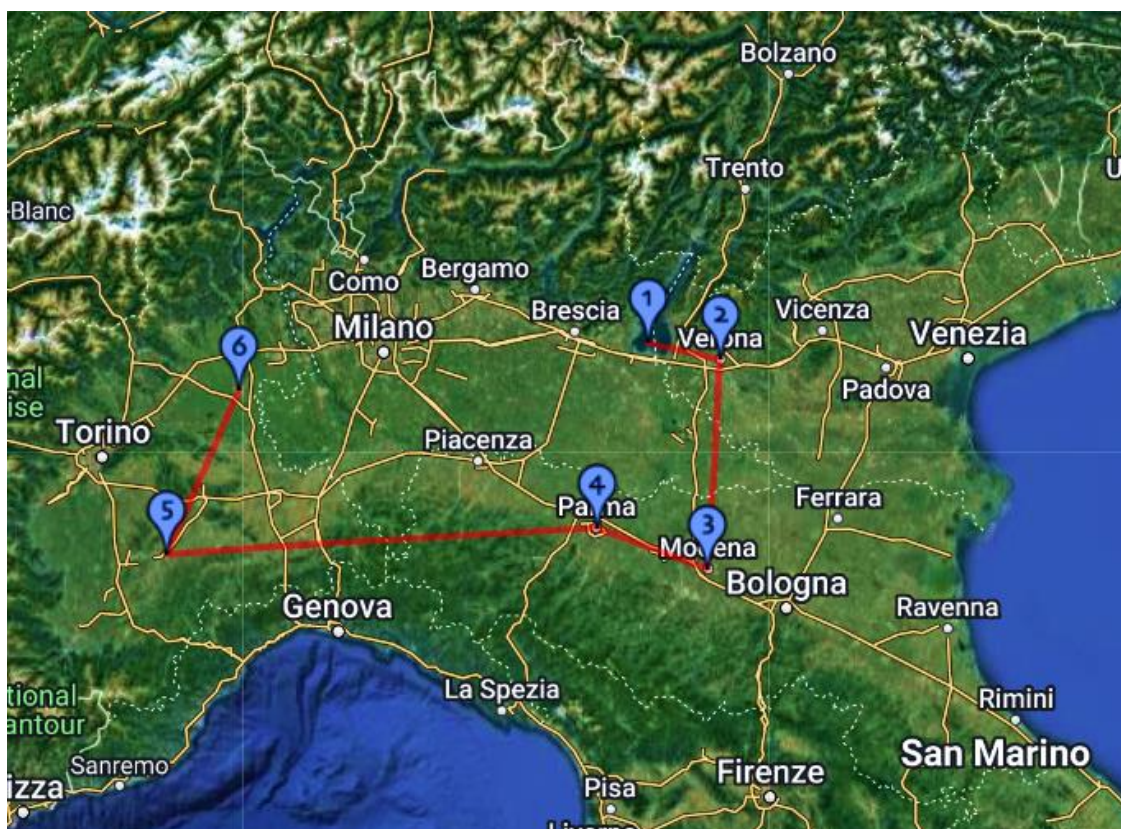 Bolzano
Trento
-Blanc
Como
Bergamo
Brescia
1
2
Verona
Vicenza
Venezia
Milano
6
Padova
nal
ise
Torino
Piacenza
5
4
Parma
3
Ferrara
Modena
Bologna
Genova
Ravenna
La Spezia
tional
antour
Rimini
Sanremo
San Marino
izza
Pisa
Firenze
U